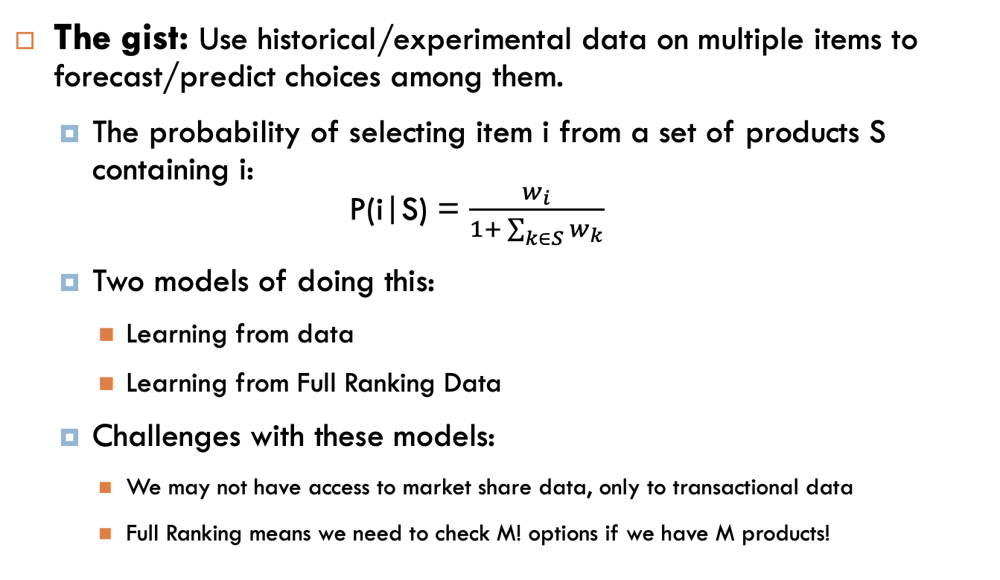 The gist: Use historical/experimental data on multiple items to
forecast/predict choices among them.
The probability of selecting item i from a set of products S
containing i:
P(i|S) = w_i / (1+ ∑_{k∈S} w_k)
Two models of doing this:
Learning from data
Learning from Full Ranking Data
Challenges with these models:
We may not have access to market share data, only to transactional data
Full Ranking means we need to check M! options if we have M products!